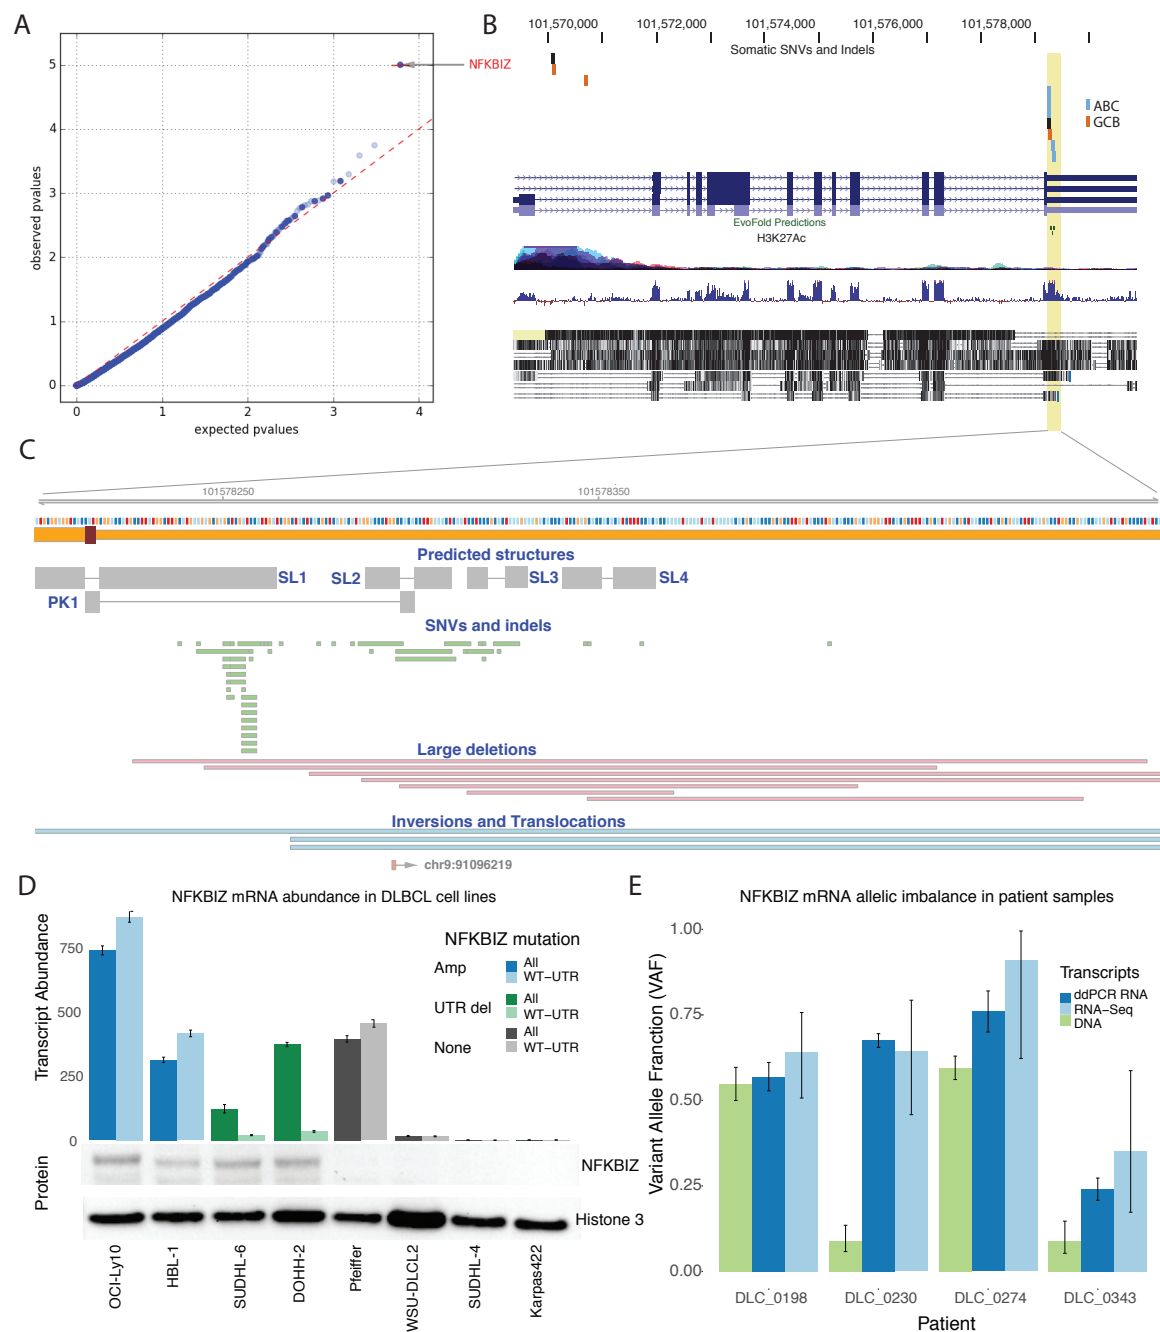 A
5
4
3
2
1
0
observed pvalues
0 1 2 3 4
expected pvalues
NFKBIZ
B
101,570,000 101,572,000 101,574,000 101,576,000 101,578,000
Somatic SNVs and Indels
ABC
GCB
EvoFold Predictions
H3K27Ac
C
101578250 101578350
Predicted structures
SL1 SL2 SL3 SL4
PK1
SNVs and indels
Large deletions
Inversions and Translocations
chr9:91096219
D
NFKBIZ mRNA abundance in DLBCL cell lines
Transcript Abundance
750
500
250
0
NFKBIZ mutation
Amp All
WT-UTR
UTR del All
WT-UTR
None All
WT-UTR
Protein
NFKBIZ
Histone 3
OCI-Ly10
HBL-1
SUDHL-6
DOHH-2
Pfeiffer
WSU-DLCL2
SUDHL-4
Karpas422
E
NFKBIZ mRNA allelic imbalance in patient samples
Variant Allele Franction (VAF)
1.00
0.75
0.50
0.25
0.00
Transcripts
ddPCR RNA
RNA-Seq
DNA
DLC_0198 DLC_0230 DLC_0274 DLC_0343
Patient